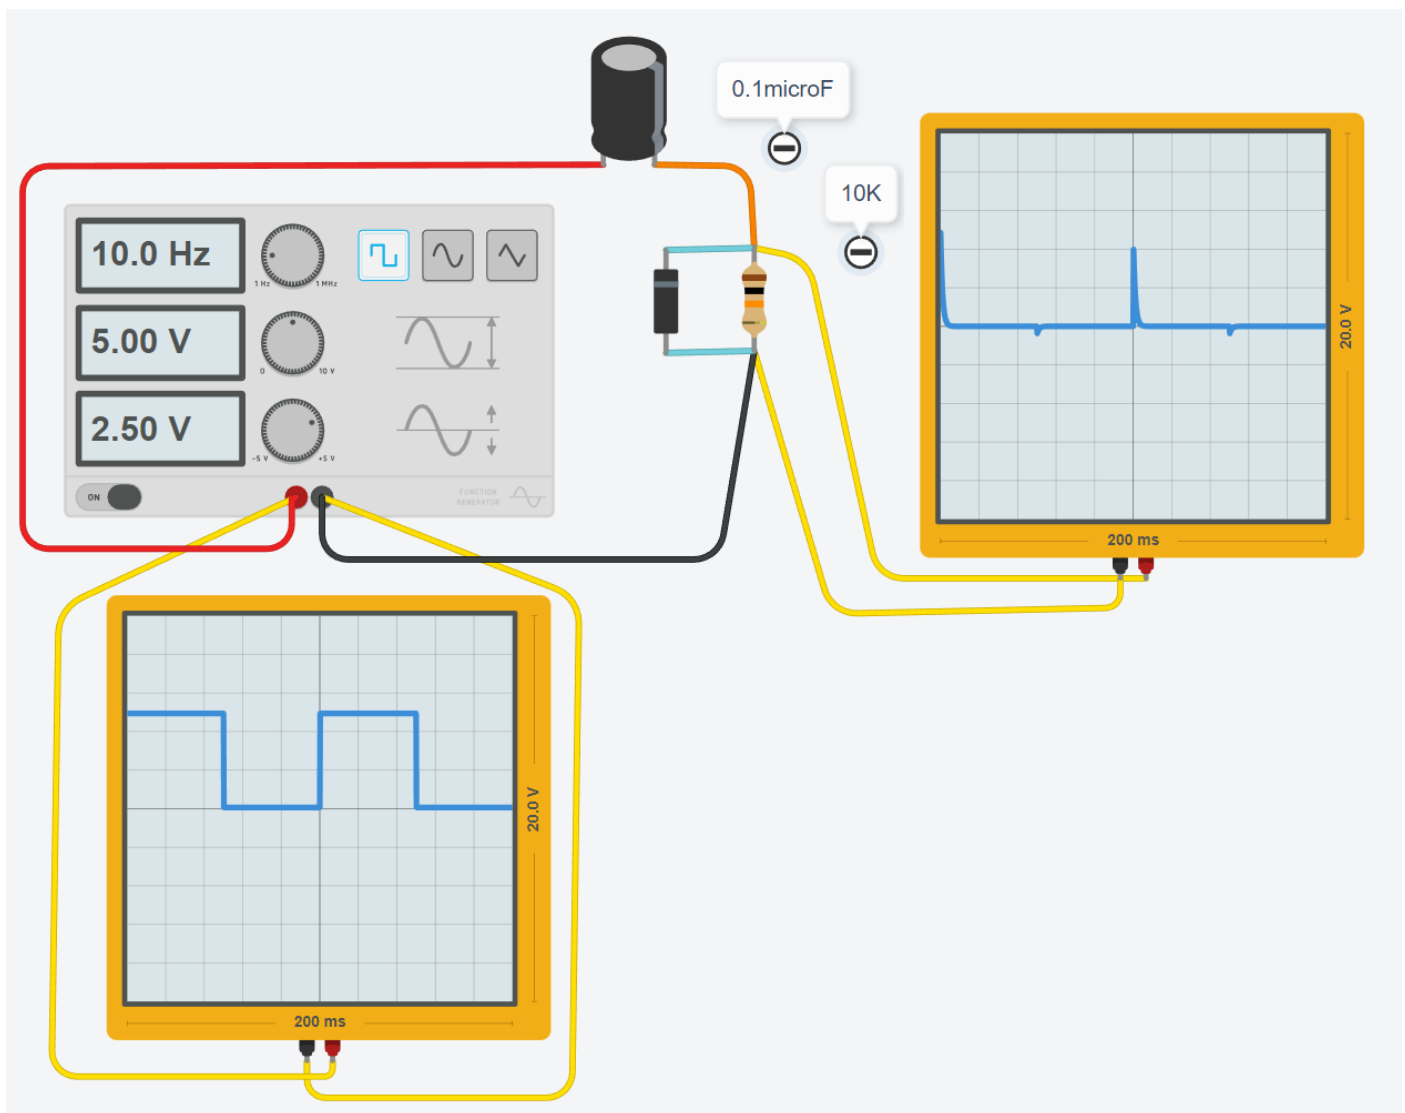 0.1microF
10K
10.0 Hz
1 Hz
1 MHz
5.00 V
0
10 V
2.50 V
-5 V
+5 V
ON
FUNCTION
GENERATOR
20.0 V
200 ms
20.0 V
200 ms